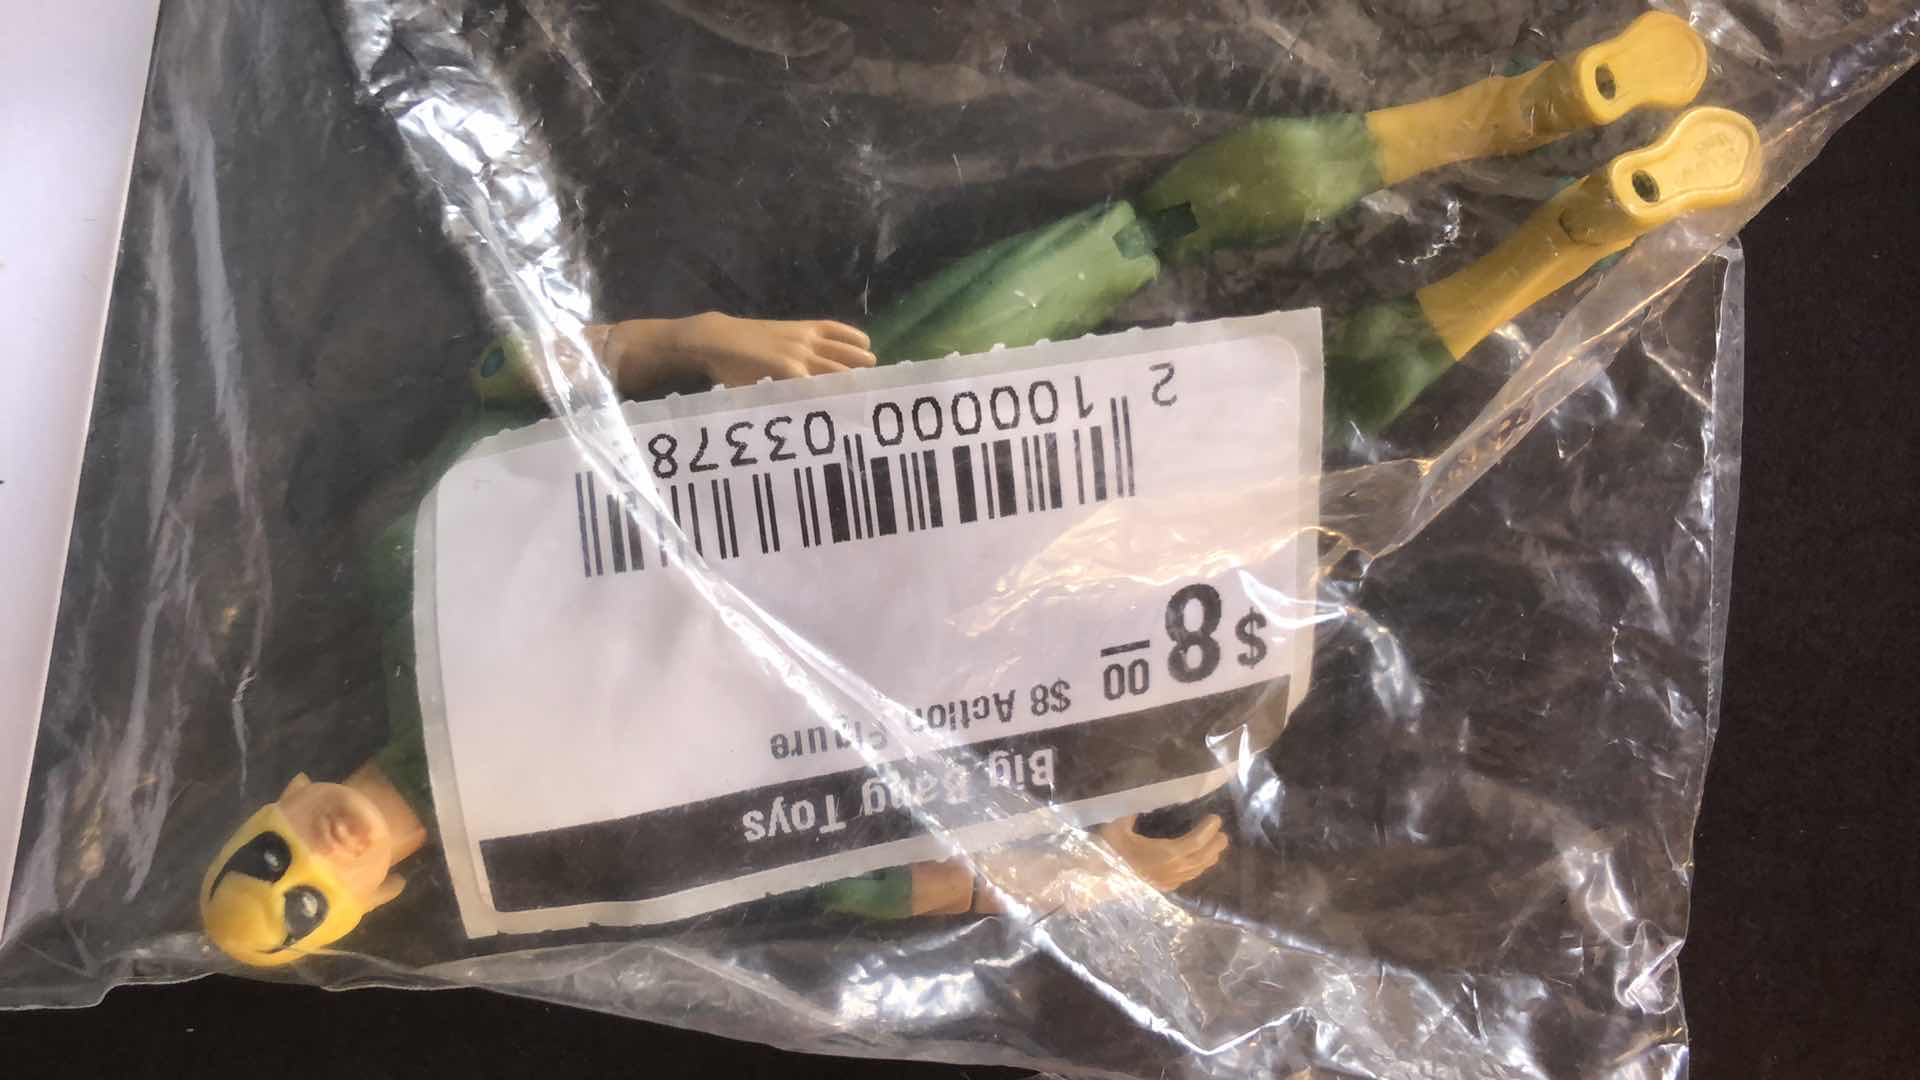 Big Bang Toys
$8 Action Figure
$8 00
2 100000 03378